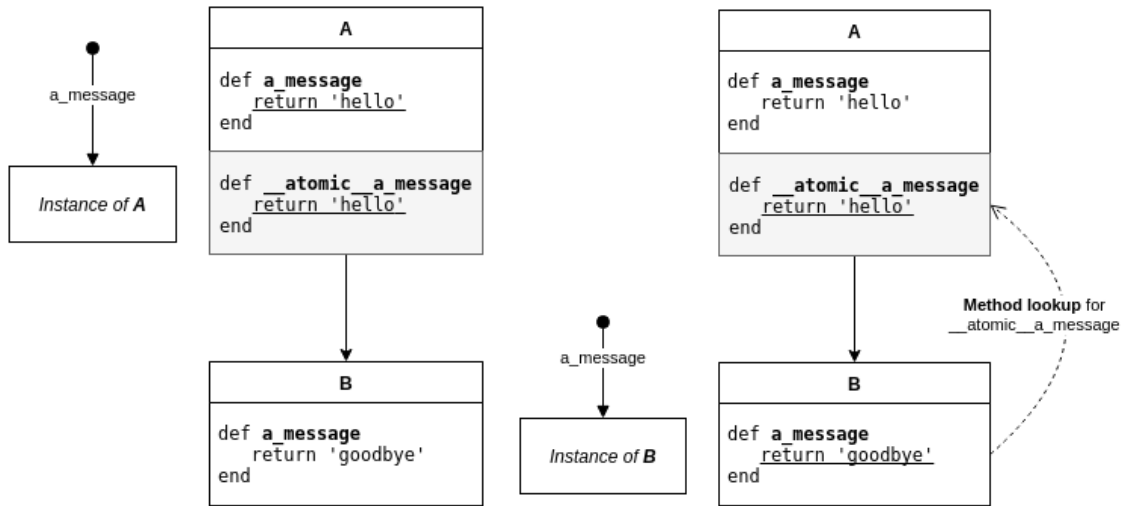 a_message
Instance of A
A
def a_message
return 'hello'
end
def __atomic__a_message
return 'hello'
end
B
def a_message
return 'goodbye'
end
a_message
Instance of B
A
def a_message
return 'hello'
end
def __atomic__a_message
return 'hello'
end
Method lookup for
__atomic__a_message
B
def a_message
return 'goodbye'
end